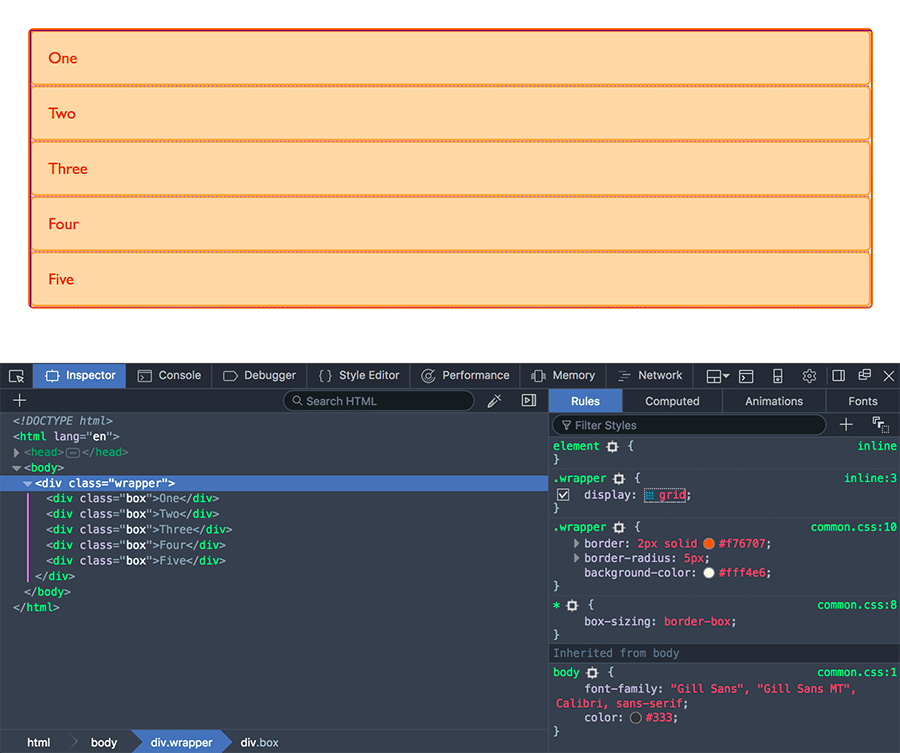 One
Two
Three
Four
Five
Inspector Console Debugger Style Editor Performance Memory Network
Search HTML
Rules Computed Animations Fonts
Filter Styles
<!DOCTYPE html>
<html lang="en">
<head></head>
<body>
<div class="wrapper">
<div class="box">One</div>
<div class="box">Two</div>
<div class="box">Three</div>
<div class="box">Four</div>
<div class="box">Five</div>
</div>
</body>
</html>
element { inline
}
.wrapper { inline:3
display: grid;
}
.wrapper { common.css:10
border: 2px solid #f76707;
border-radius: 5px;
background-color: #fff4e6;
}
* { common.css:8
box-sizing: border-box;
}
Inherited from body
body { common.css:1
font-family: "Gill Sans", "Gill Sans MT",
Calibri, sans-serif;
color: #333;
}
html body div.wrapper div.box